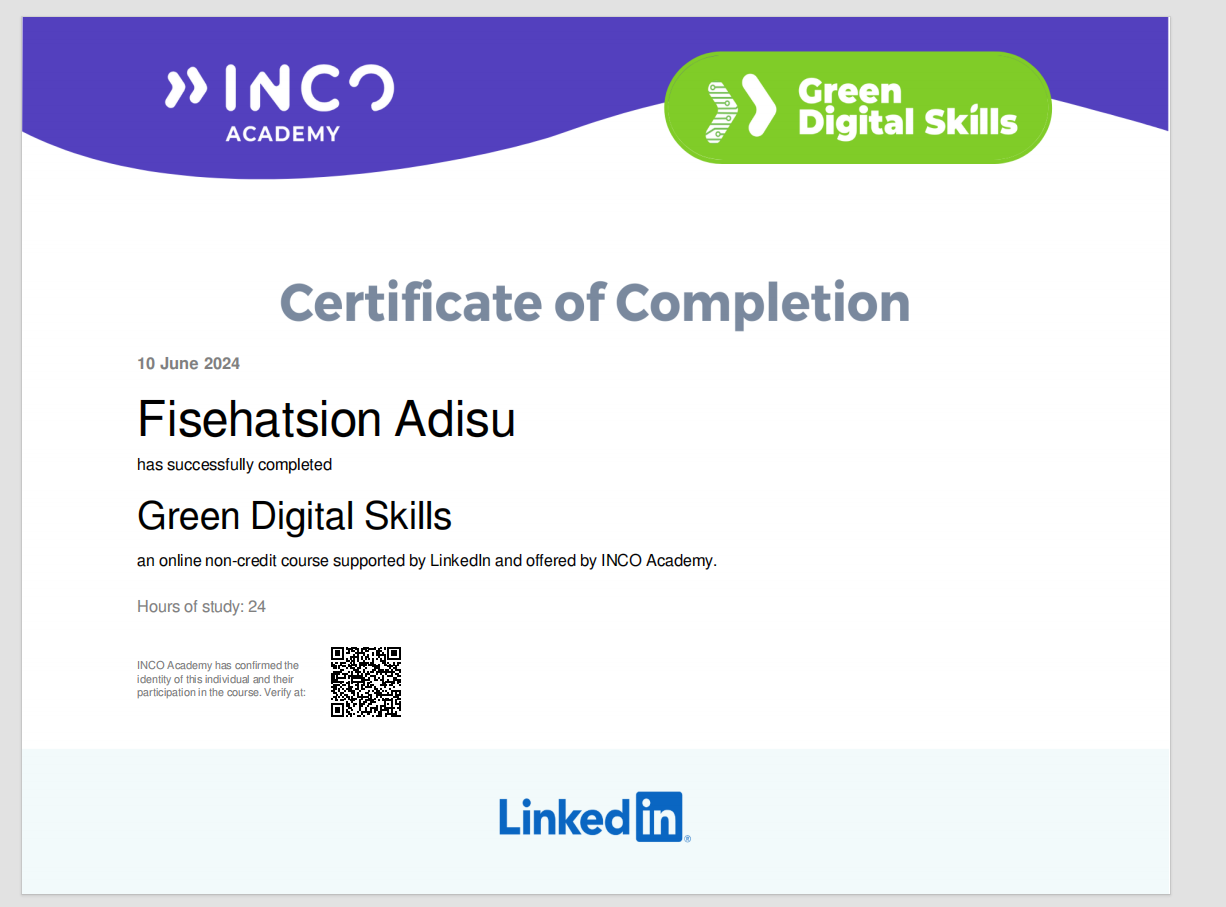 INCO
ACADEMY
Green
Digital Skills
Certificate of Completion
10 June 2024
Fisehatsion Adisu
has successfully completed
Green Digital Skills
an online non-credit course supported by LinkedIn and offered by INCO Academy.
Hours of study: 24
INCO Academy has confirmed the
identity of this individual and their
participation in the course. Verify at:
Linkedin®